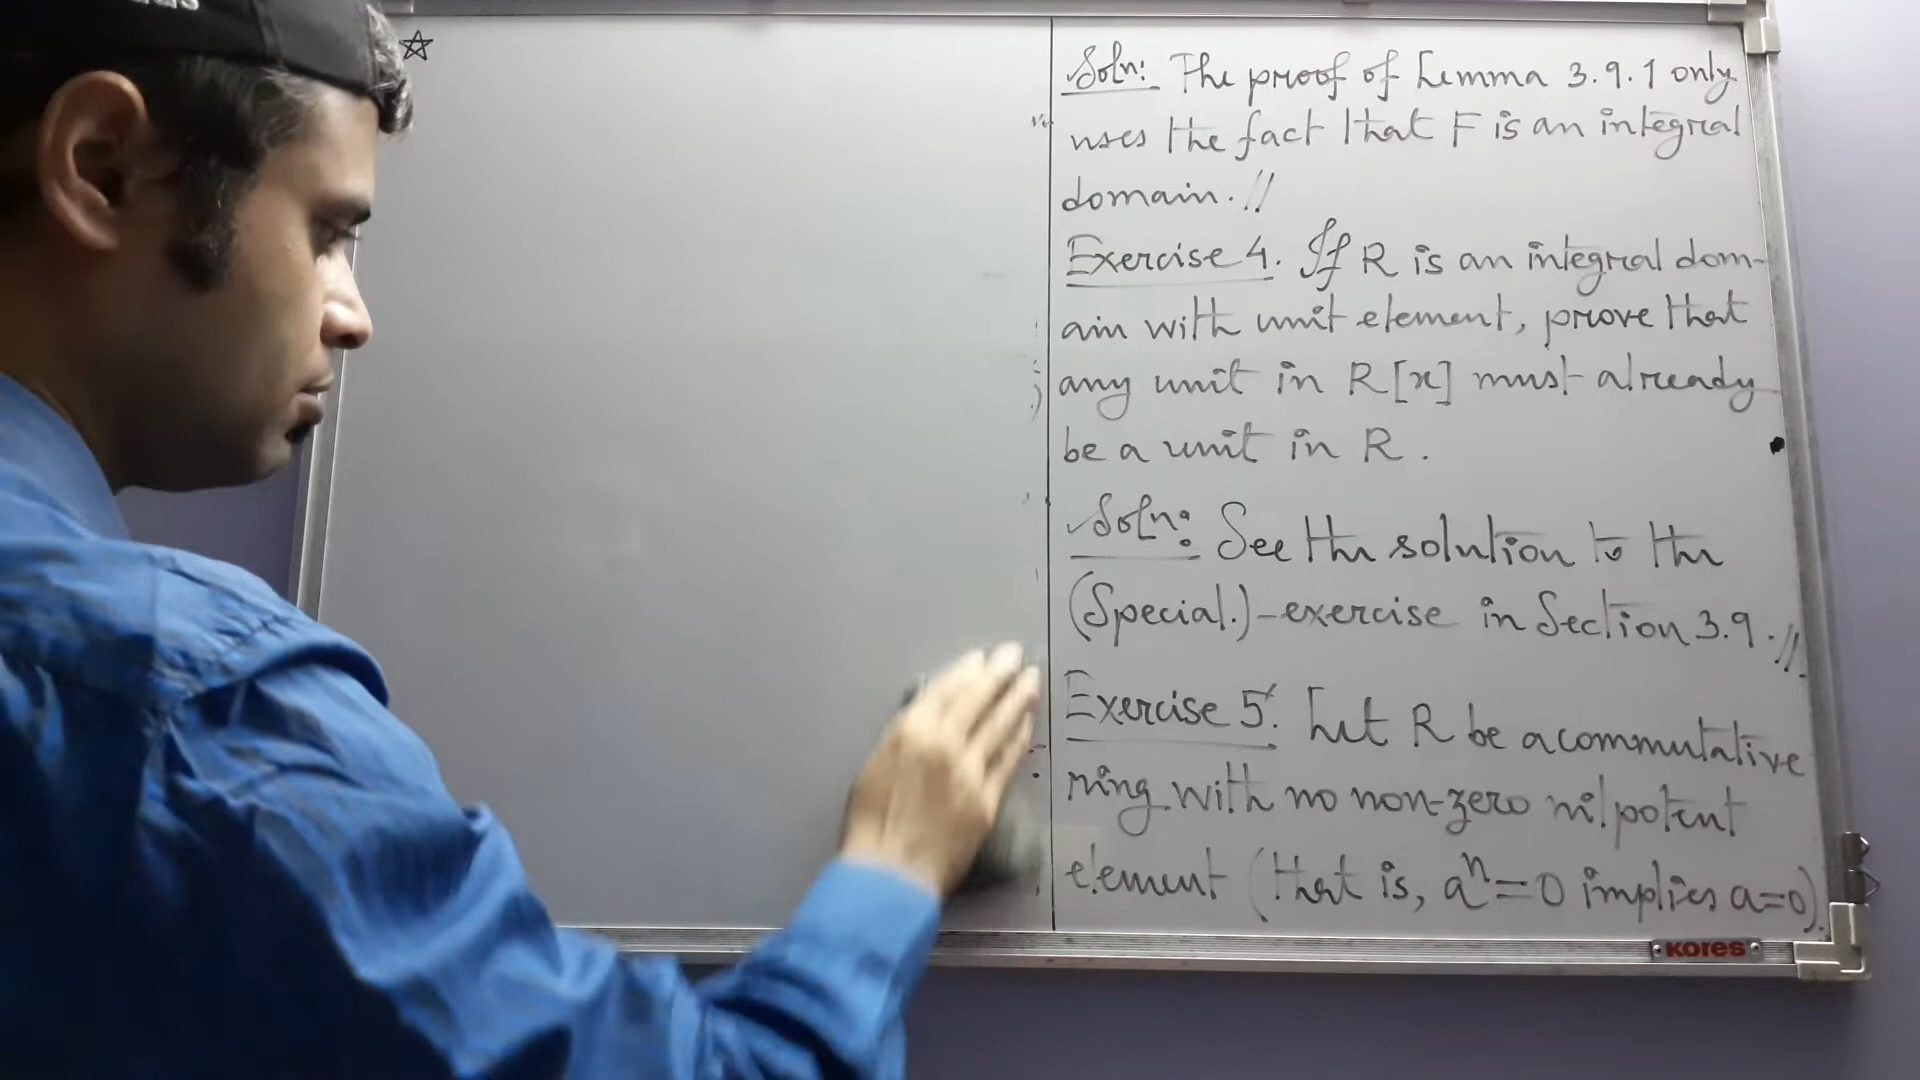 ☆
Soln: The proof of Lemma 3.9.1 only
uses the fact that F is an integral
domain. //
Exercise 4. If R is an integral dom-
ain with unit element, prove that
any unit in R[x] must already
be a unit in R.
Soln: See the solution to the
(Special.)-exercise in Section 3.9. //
Exercise 5. Let R be a commutative
ring with no non-zero nilpotent
element (that is, aⁿ=0 implies a=0).
KORES